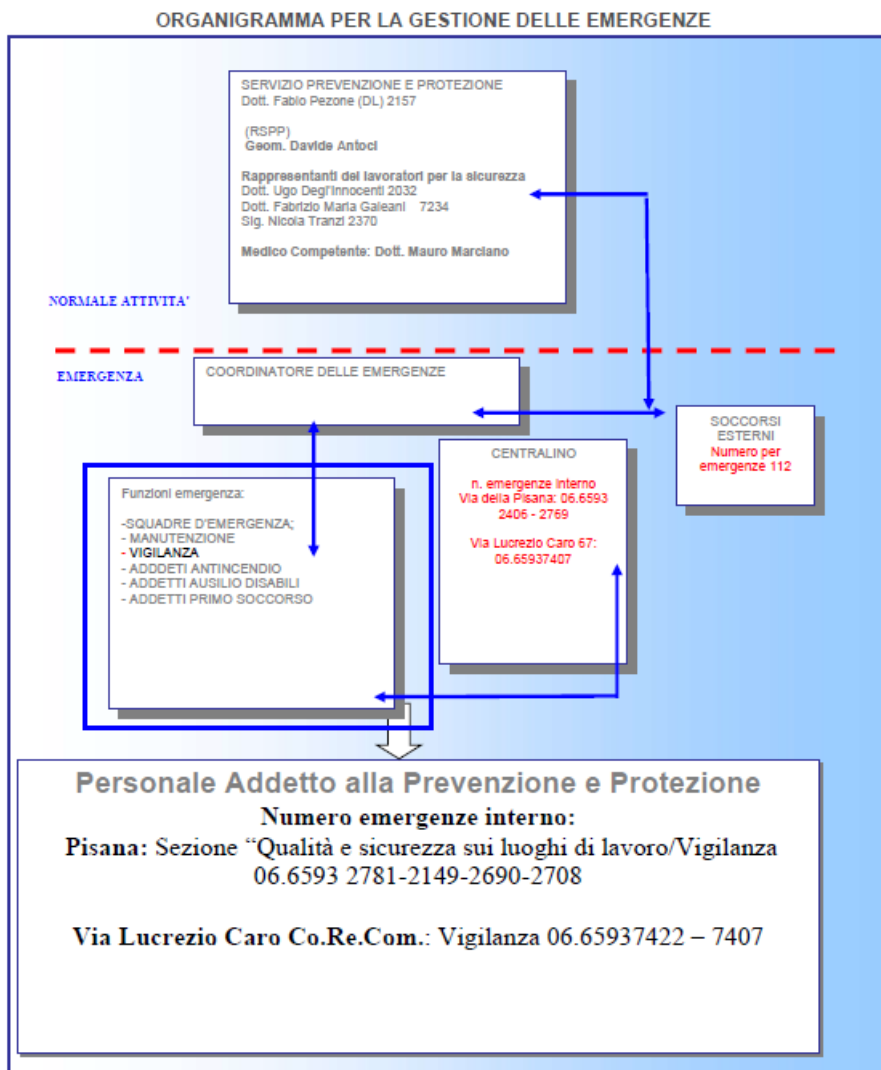 ORGANIGRAMMA PER LA GESTIONE DELLE EMERGENZE
SERVIZIO PREVENZIONE E PROTEZIONE
Dott. Fabio Pezone (DL) 2157
(RSPP)
Geom. Davide Antoci
Rappresentanti dei lavoratori per la sicurezza
Dott. Ugo Degl'Innocenti 2032
Dott. Fabrizio Maria Galeani 7234
Sig. Nicola Tranzi 2370
Medico Competente: Dott. Mauro Marciano
NORMALE ATTIVITA'
EMERGENZA
COORDINATORE DELLE EMERGENZE
SOCCORSI
ESTERNI
Numero per
emergenze 112
CENTRALINO
n. emergenze interno
Via della Pisana: 06.6593
2406 - 2769
Via Lucrezio Caro 67:
06.65937407
Funzioni emergenza:
-SQUADRE D'EMERGENZA;
- MANUTENZIONE
- VIGILANZA
- ADDDETI ANTINCENDIO
- ADDETTI AUSILIO DISABILI
- ADDETTI PRIMO SOCCORSO
Personale Addetto alla Prevenzione e Protezione
Numero emergenze interno:
Pisana: Sezione “Qualità e sicurezza sui luoghi di lavoro/Vigilanza
06.6593 2781-2149-2690-2708
Via Lucrezio Caro Co.Re.Com.: Vigilanza 06.65937422 – 7407